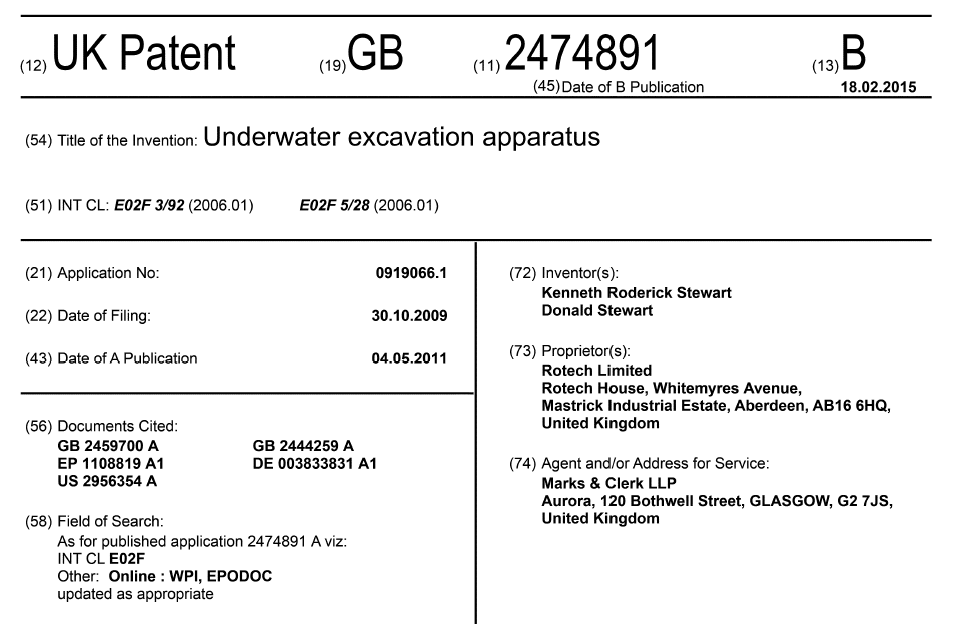 (12) UK Patent (19) GB (11) 2474891 (13) B
(45) Date of B Publication 18.02.2015
(54) Title of the Invention: Underwater excavation apparatus
(51) INT CL: E02F 3/92 (2006.01) E02F 5/28 (2006.01)
(21) Application No: 0919066.1
(22) Date of Filing: 30.10.2009
(43) Date of A Publication 04.05.2011
(56) Documents Cited:
GB 2459700 A GB 2444259 A
EP 1108819 A1 DE 003833831 A1
US 2956354 A
(58) Field of Search:
As for published application 2474891 A viz:
INT CL E02F
Other: Online : WPI, EPODOC
updated as appropriate
(72) Inventor(s):
Kenneth Roderick Stewart
Donald Stewart
(73) Proprietor(s):
Rotech Limited
Rotech House, Whitemyres Avenue,
Mastrick Industrial Estate, Aberdeen, AB16 6HQ,
United Kingdom
(74) Agent and/or Address for Service:
Marks & Clerk LLP
Aurora, 120 Bothwell Street, GLASGOW, G2 7JS,
United Kingdom